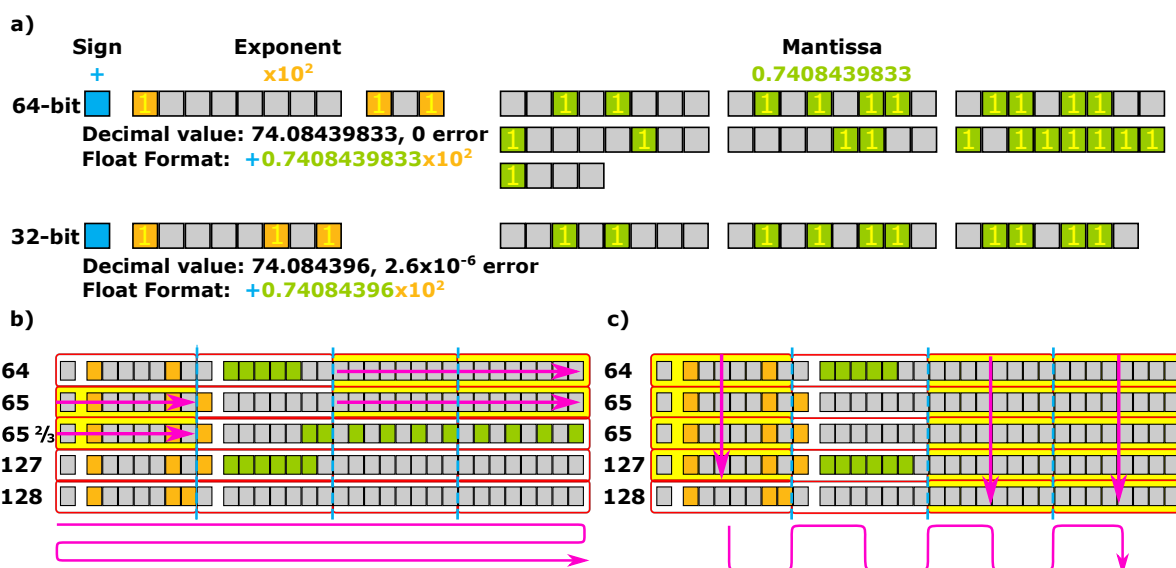 a)
Sign Exponent Mantissa
+ x10² 0.7408439833
64-bit 1 1 1 1 1 1 1 1 1 1 1 1 1
Decimal value: 74.08439833, 0 error 1 1 1 1 1 1 1 1 1 1 1
Float Format: +0.7408439833x10² 1
32-bit 1 1 1 1 1 1 1 1 1 1 1 1 1
Decimal value: 74.084396, 2.6x10⁻⁶ error
Float Format: +0.74084396x10²
b)
64
65
65 ⅔
127
128
c)
64
65
65
127
128